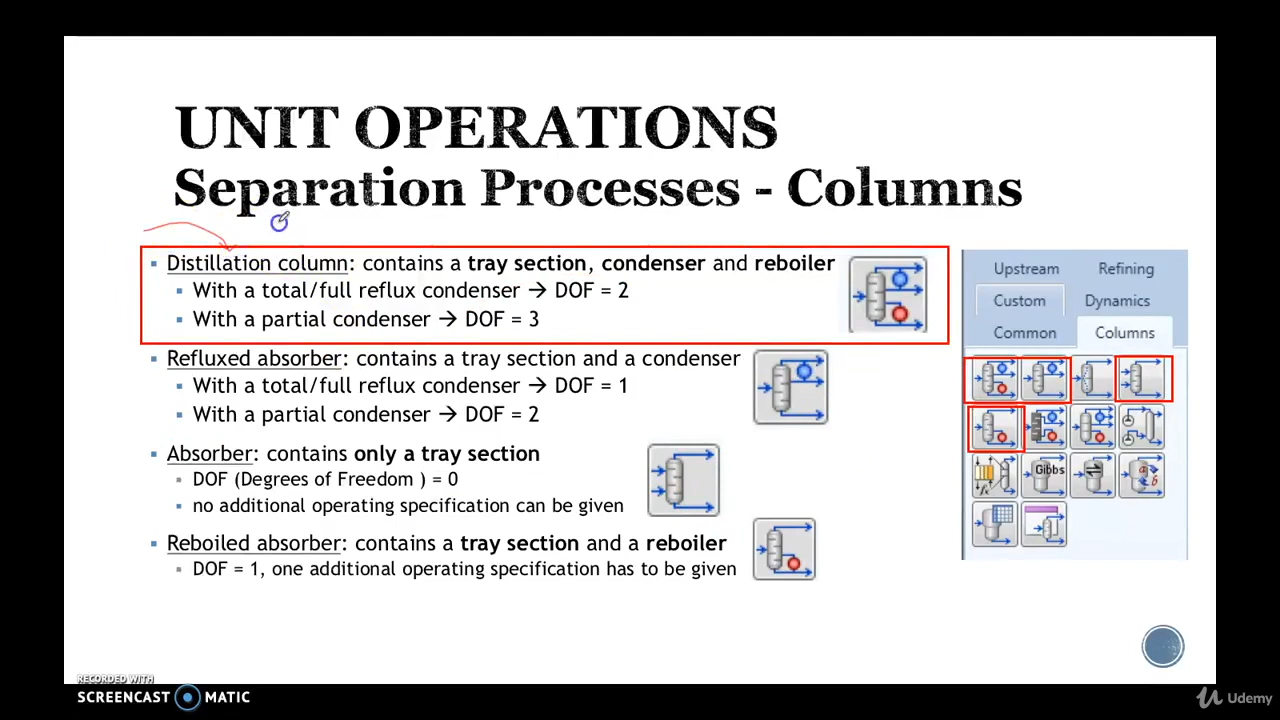 UNIT OPERATIONS
Separation Processes - Columns
▪ Distillation column: contains a tray section, condenser and reboiler
▪ With a total/full reflux condenser → DOF = 2
▪ With a partial condenser → DOF = 3
▪ Refluxed absorber: contains a tray section and a condenser
▪ With a total/full reflux condenser → DOF = 1
▪ With a partial condenser → DOF = 2
▪ Absorber: contains only a tray section
▪ DOF (Degrees of Freedom ) = 0
▪ no additional operating specification can be given
▪ Reboiled absorber: contains a tray section and a reboiler
▪ DOF = 1, one additional operating specification has to be given
Upstream Refining
Custom Dynamics
Common Columns
Gibbs
RECORDED WITH
SCREENCAST MATIC
Udemy